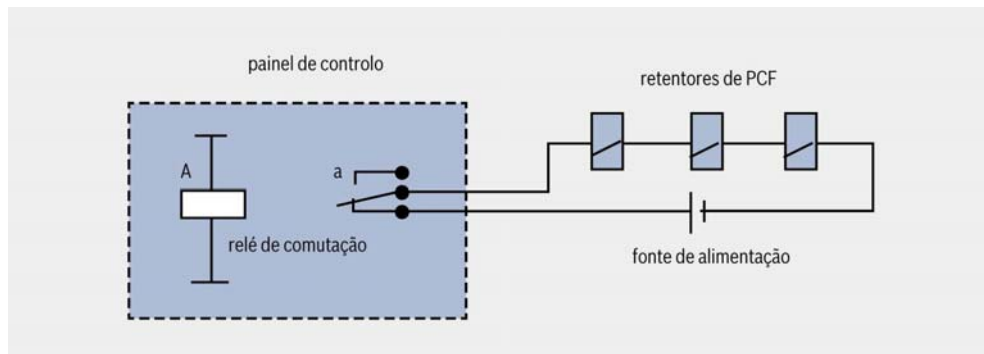 painel de controlo
retentores de PCF
A
a
relé de comutação
fonte de alimentação